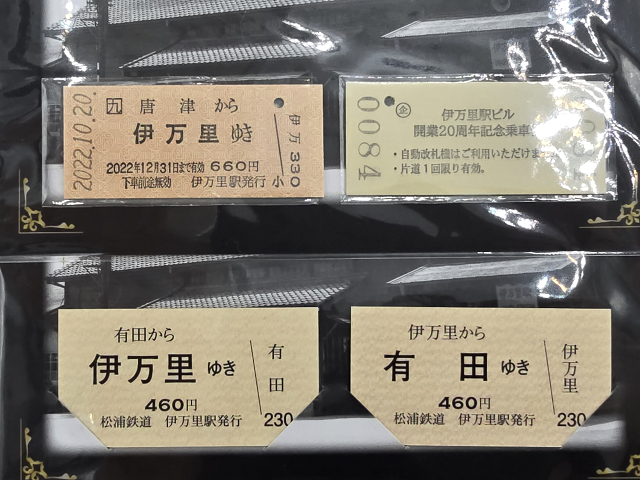 2022.10.20.
九 唐津から
伊万里ゆき
2022年12月31日まで有効 660円
下車前途無効 伊万里駅発行 小
伊万
330
0084
企
伊万里駅ビル
開業20周年記念乗車
・自動改札機はご利用いただけま
・片道1回限り有効。
有田から
伊万里ゆき
460円
松浦鉄道 伊万里駅発行
有田
230
伊万里から
有田ゆき
460円
松浦鉄道 伊万里駅発行
伊万里
230